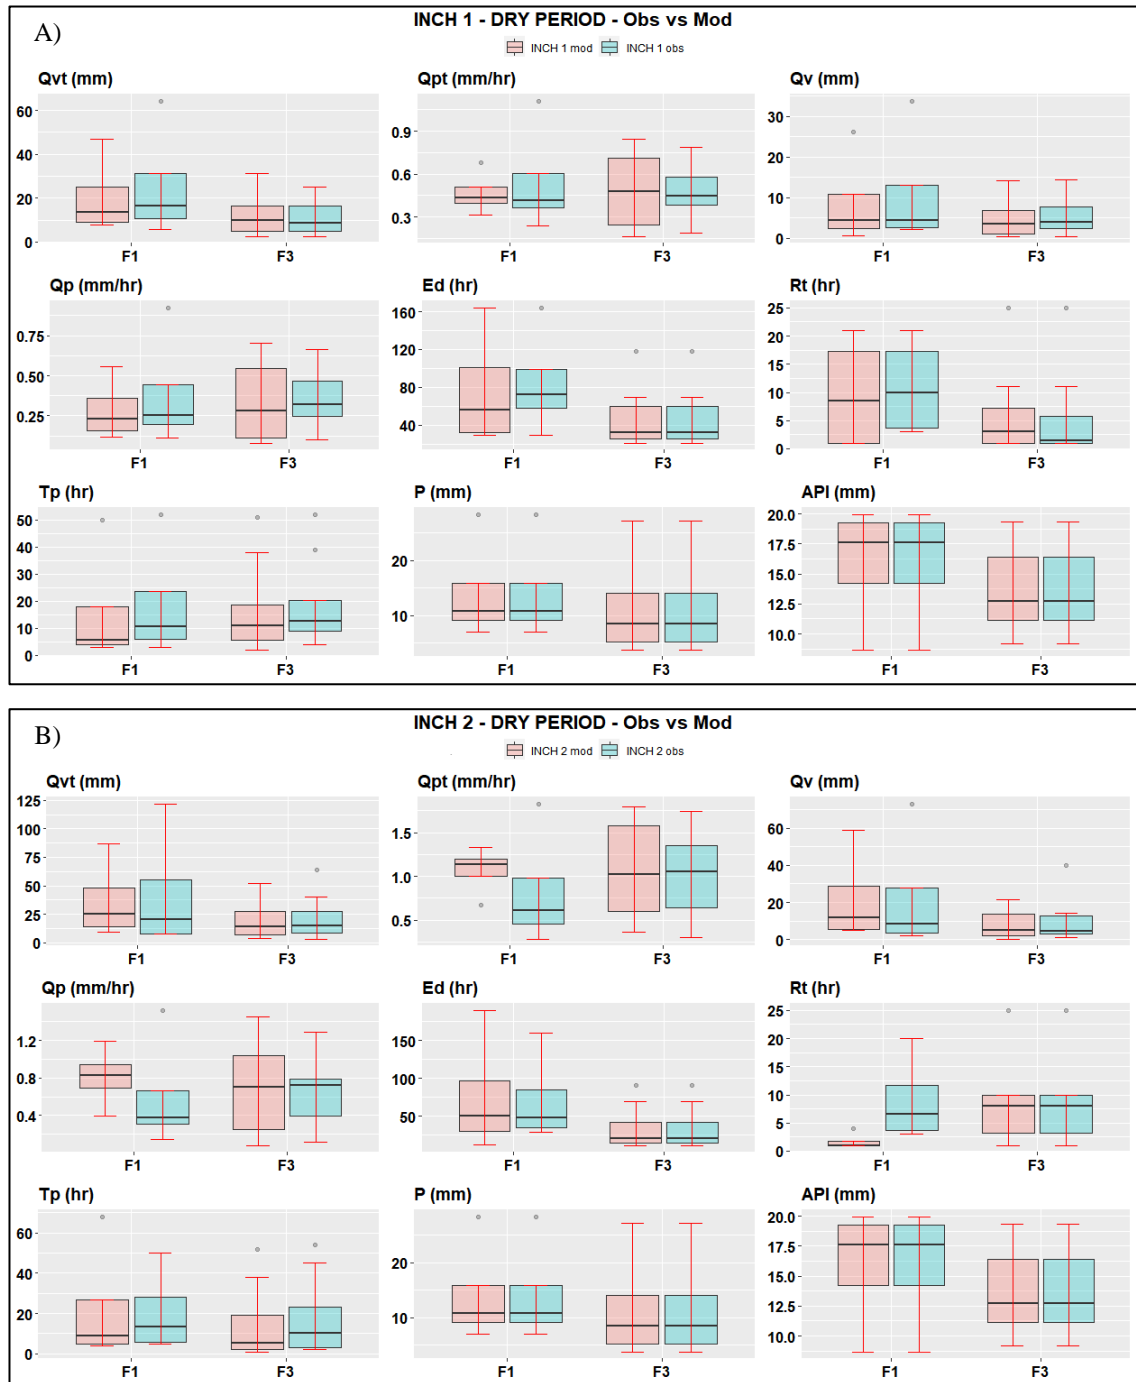 A)
INCH 1 - DRY PERIOD - Obs vs Mod
INCH 1 mod INCH 1 obs
Qvt (mm) Qpt (mm/hr) Qv (mm)
60
40
20
0
F1 F3
0.9
0.6
0.3
F1 F3
30
20
10
0
F1 F3
Qp (mm/hr) Ed (hr) Rt (hr)
0.75
0.50
0.25
F1 F3
160
120
80
40
F1 F3
25
20
15
10
5
0
F1 F3
Tp (hr) P (mm) API (mm)
50
40
30
20
10
0
F1 F3
20
10
F1 F3
20.0
17.5
15.0
12.5
10.0
F1 F3
B)
INCH 2 - DRY PERIOD - Obs vs Mod
INCH 2 mod INCH 2 obs
Qvt (mm) Qpt (mm/hr) Qv (mm)
125
100
75
50
25
0
F1 F3
1.5
1.0
0.5
F1 F3
60
40
20
0
F1 F3
Qp (mm/hr) Ed (hr) Rt (hr)
1.2
0.8
0.4
F1 F3
150
100
50
F1 F3
25
20
15
10
5
0
F1 F3
Tp (hr) P (mm) API (mm)
60
40
20
0
F1 F3
20
10
F1 F3
20.0
17.5
15.0
12.5
10.0
F1 F3